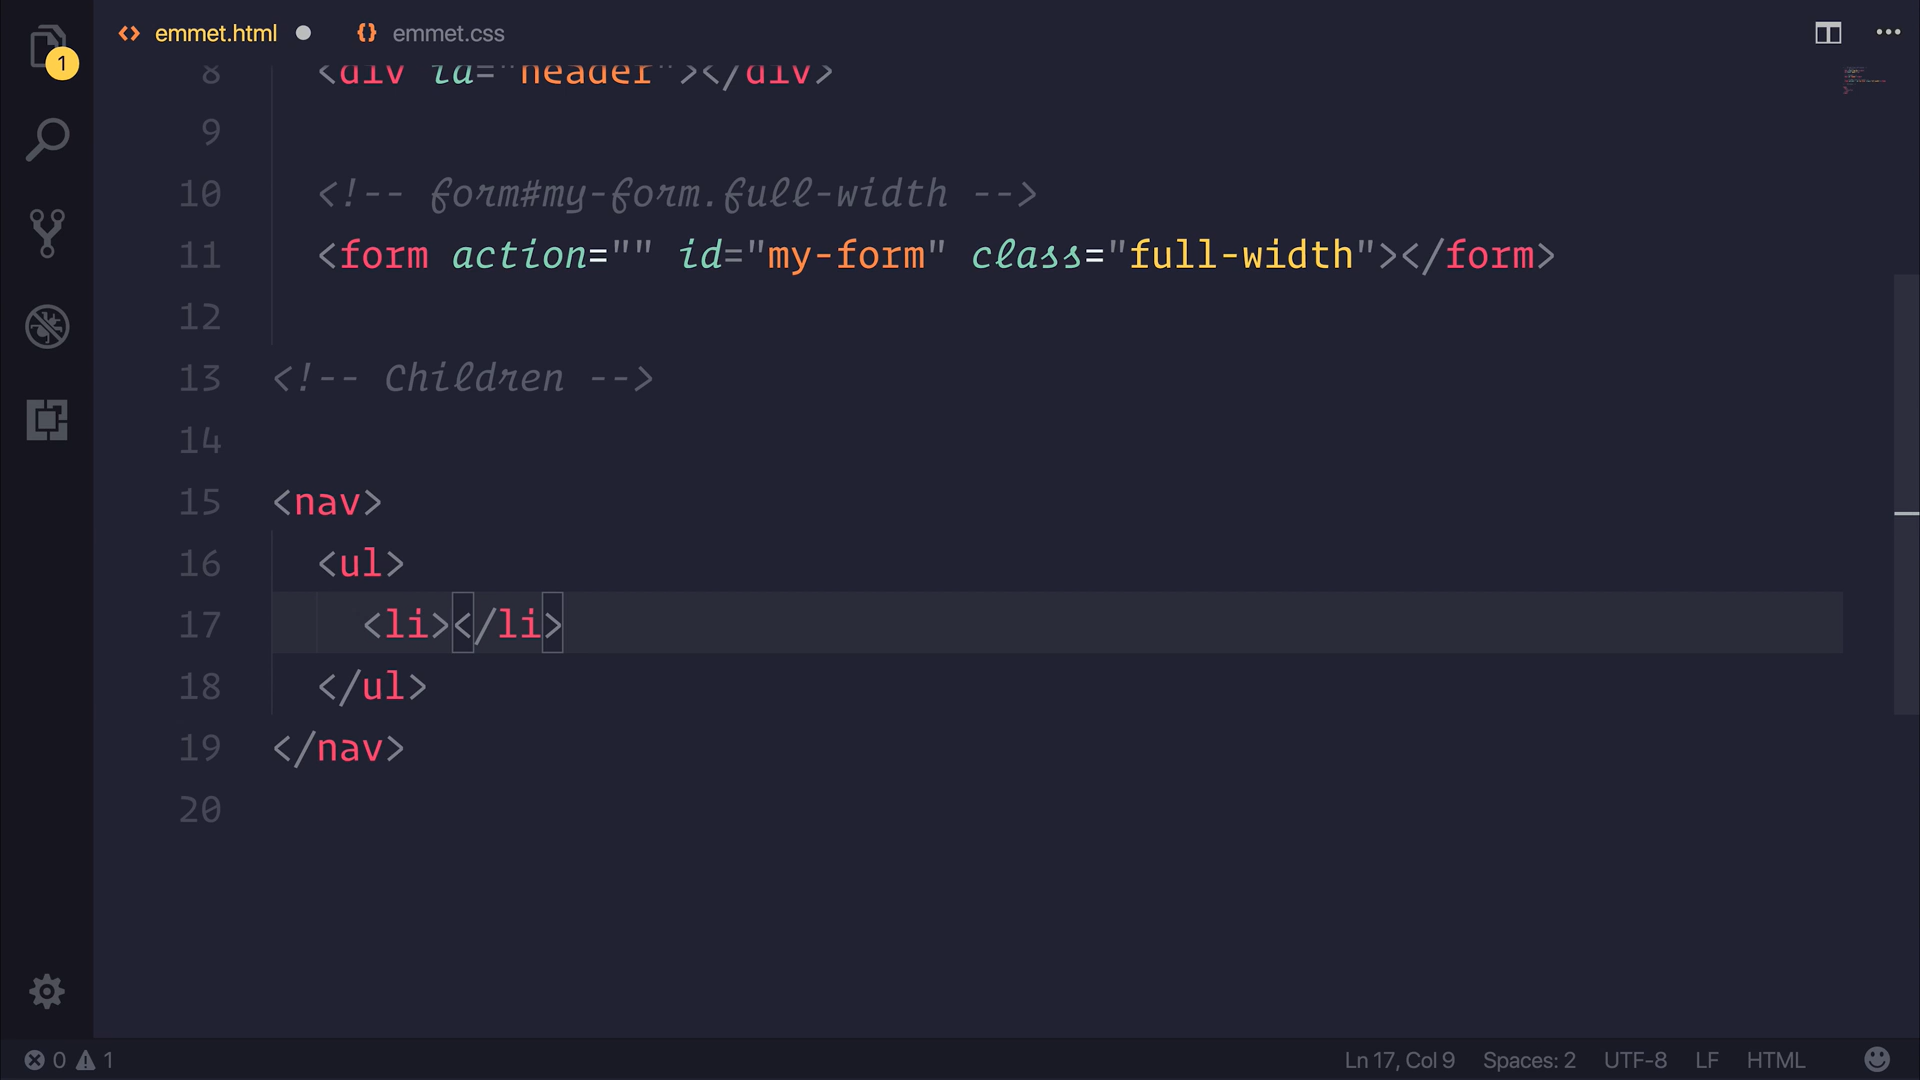 1
emmet.html emmet.css
8 <div id="header"></div>
9
10 <!-- form#my-form.full-width -->
11 <form action="" id="my-form" class="full-width"></form>
12
13 <!-- Children -->
14
15 <nav>
16 <ul>
17 <li></li>
18 </ul>
19 </nav>
20
0 1 Ln 17, Col 9 Spaces: 2 UTF-8 LF HTML